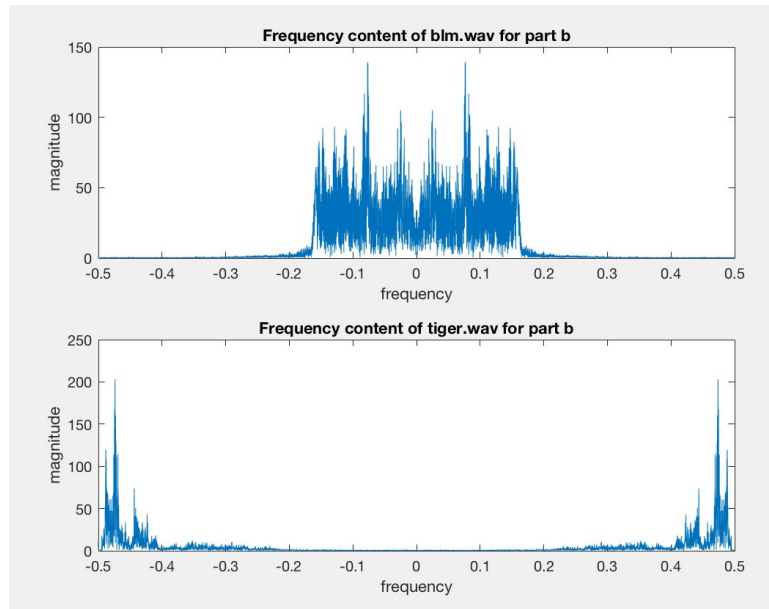 Frequency content of blm.wav for part b
150
100
50
0
magnitude
-0.5 -0.4 -0.3 -0.2 -0.1 0 0.1 0.2 0.3 0.4 0.5
frequency
Frequency content of tiger.wav for part b
250
200
150
100
50
0
magnitude
-0.5 -0.4 -0.3 -0.2 -0.1 0 0.1 0.2 0.3 0.4 0.5
frequency